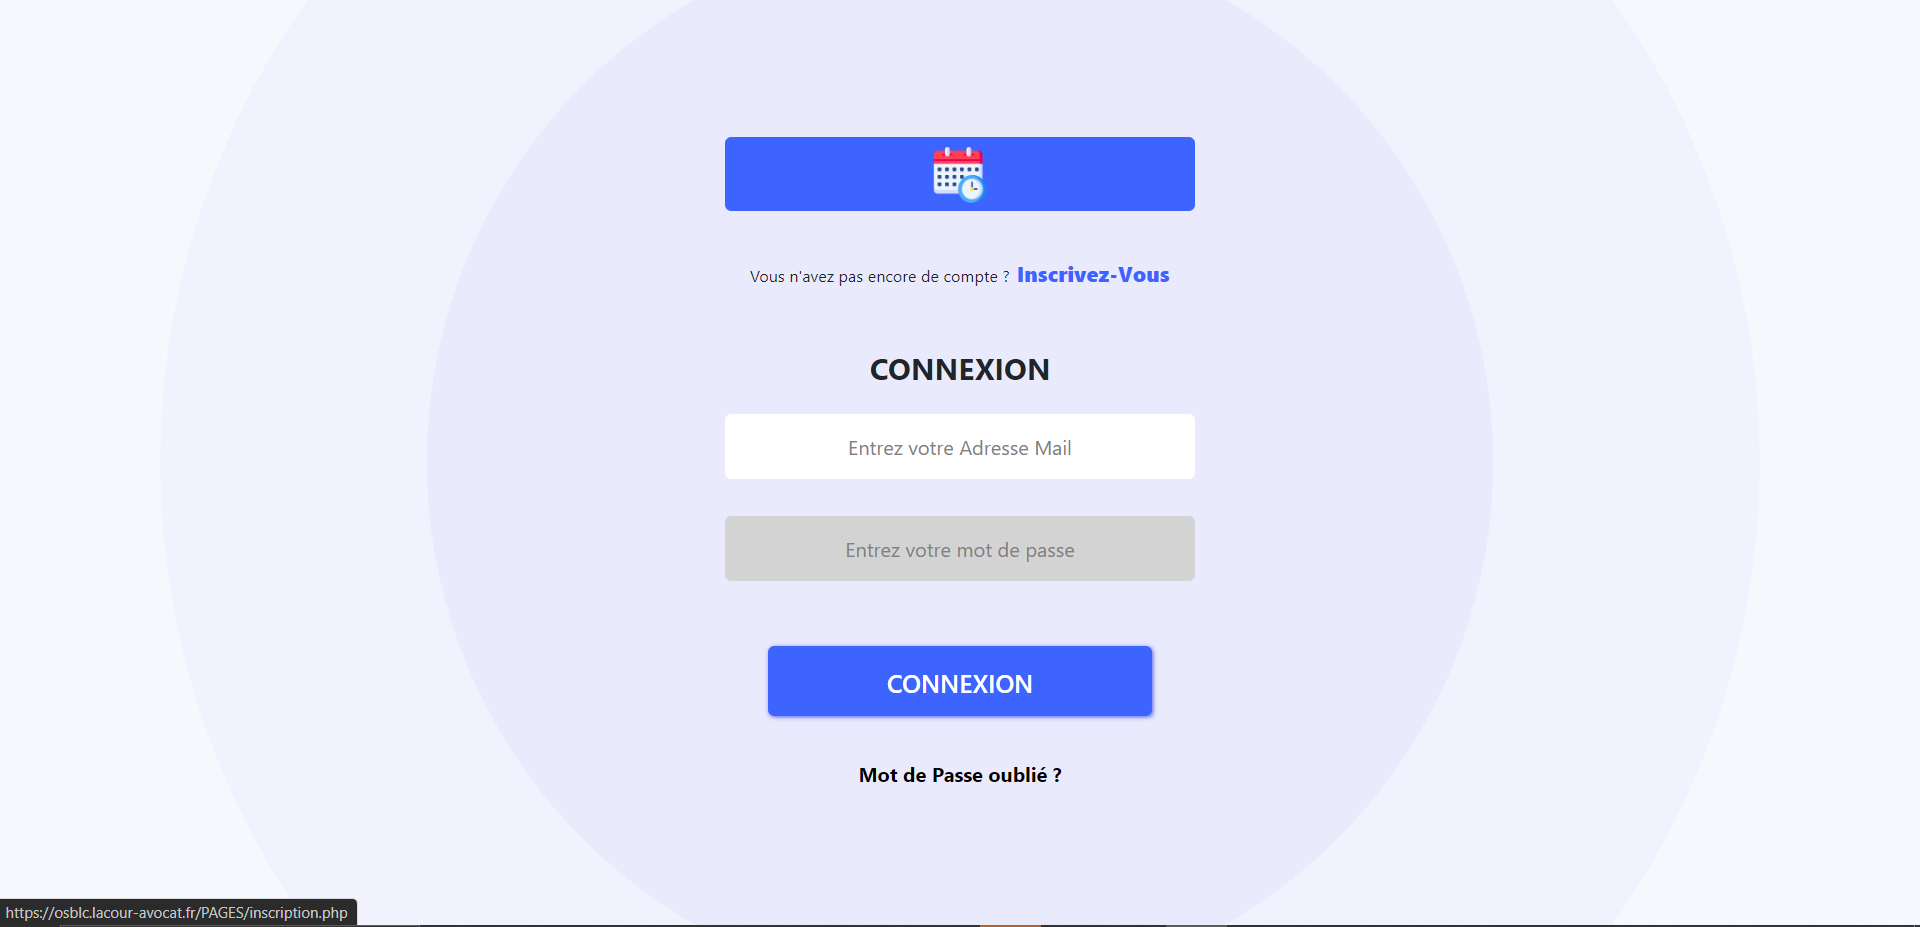 Vous n'avez pas encore de compte ? Inscrivez-Vous
CONNEXION
Entrez votre Adresse Mail
Entrez votre mot de passe
CONNEXION
Mot de Passe oublié ?
https://osblc.lacour-avocat.fr/PAGES/inscription.php